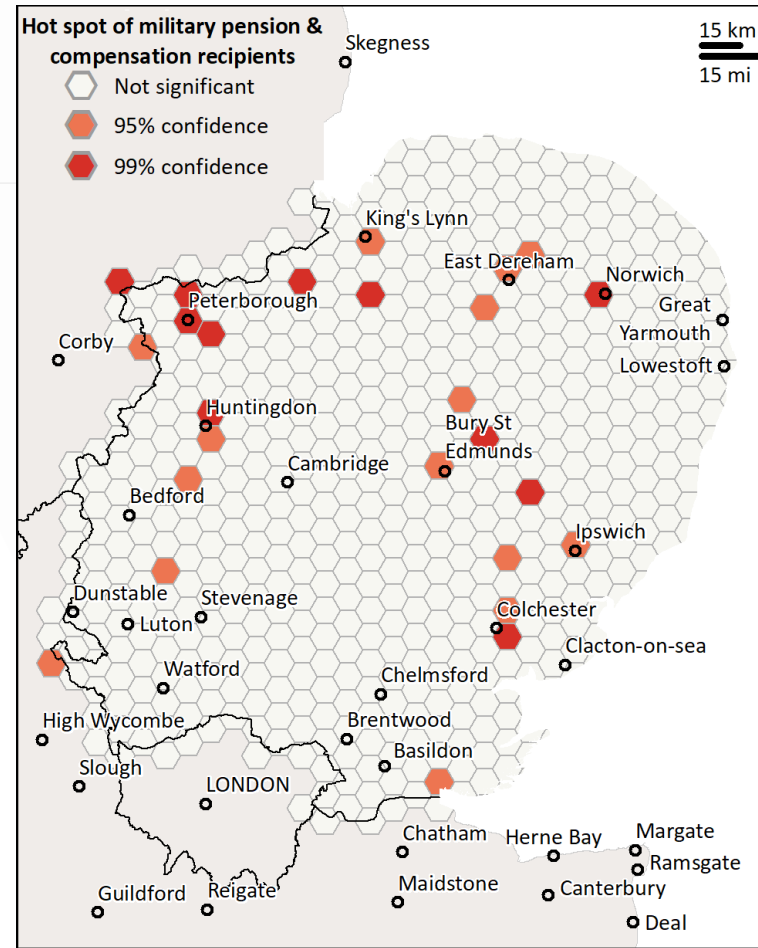 Hot spot of military pension &
compensation recipients
Not significant
95% confidence
99% confidence
15 km
15 mi
Skegness
King's Lynn
East Dereham
Norwich
Peterborough
Great
Yarmouth
Corby
Lowestoft
Huntingdon
Bury St
Edmunds
Cambridge
Bedford
Ipswich
Dunstable
Stevenage
Colchester
Luton
Clacton-on-sea
Watford
Chelmsford
High Wycombe
Brentwood
Basildon
Slough
LONDON
Chatham
Herne Bay
Margate
Ramsgate
Guildford
Reigate
Maidstone
Canterbury
Deal